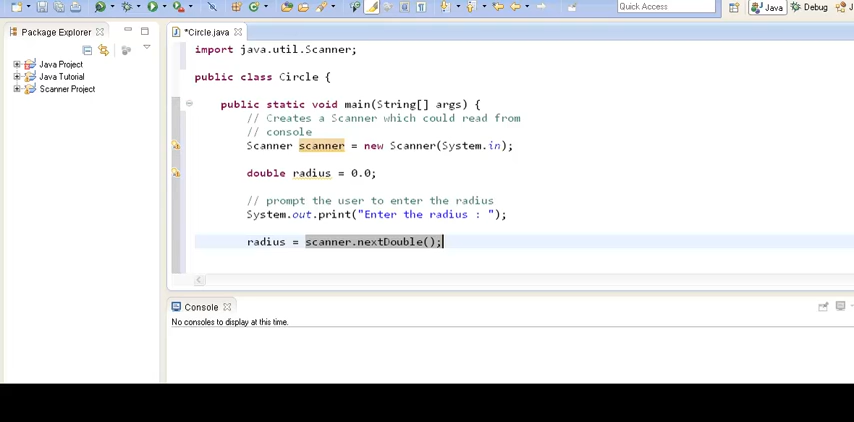 Quick Access
Java
Debug
Package Explorer
*Circle.java
Java Project
Java Tutorial
Scanner Project
import java.util.Scanner;
public class Circle {
public static void main(String[] args) {
// Creates a Scanner which could read from
// console
Scanner scanner = new Scanner(System.in);
double radius = 0.0;
// prompt the user to enter the radius
System.out.print("Enter the radius : ");
radius = scanner.nextDouble();
Console
No consoles to display at this time.